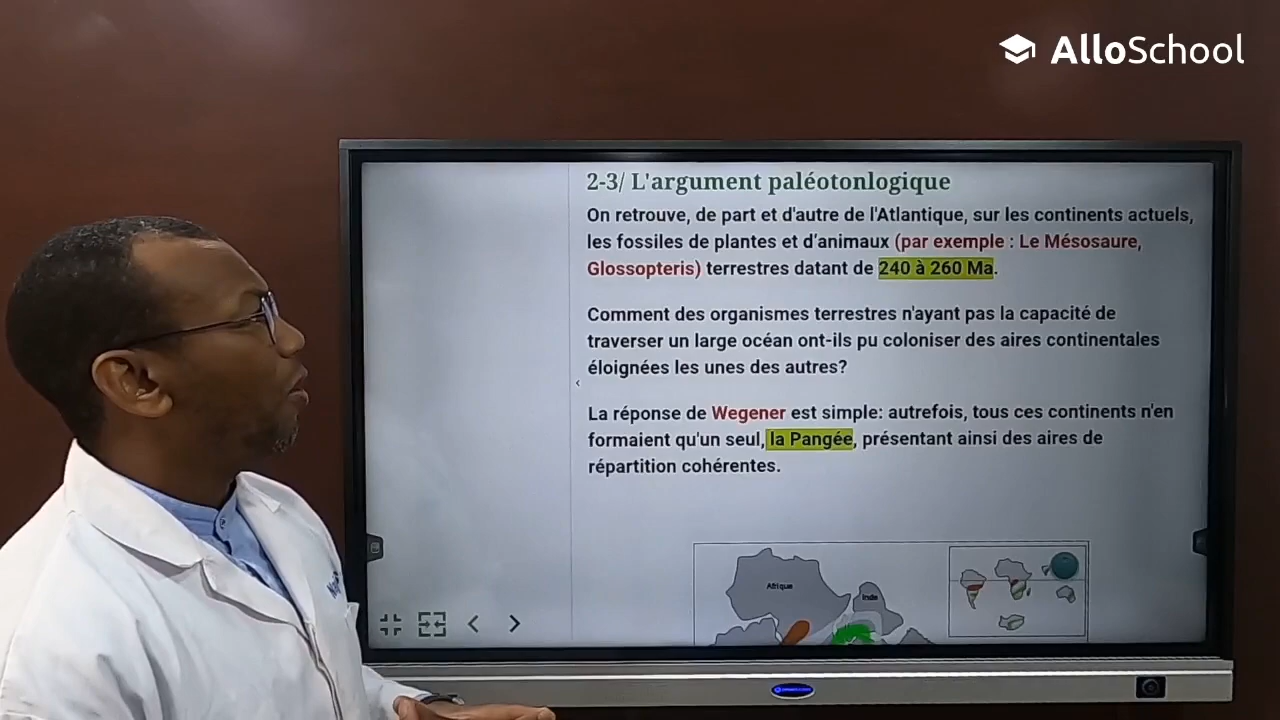 AlloSchool
2-3/ L'argument paléotonlogique
On retrouve, de part et d'autre de l'Atlantique, sur les continents actuels,
les fossiles de plantes et d'animaux (par exemple : Le Mésosaure,
Glossopteris) terrestres datant de 240 à 260 Ma.
Comment des organismes terrestres n'ayant pas la capacité de
traverser un large océan ont-ils pu coloniser des aires continentales
éloignées les unes des autres?
La réponse de Wegener est simple: autrefois, tous ces continents n'en
formaient qu'un seul, la Pangée, présentant ainsi des aires de
répartition cohérentes.
Afrique
Inde